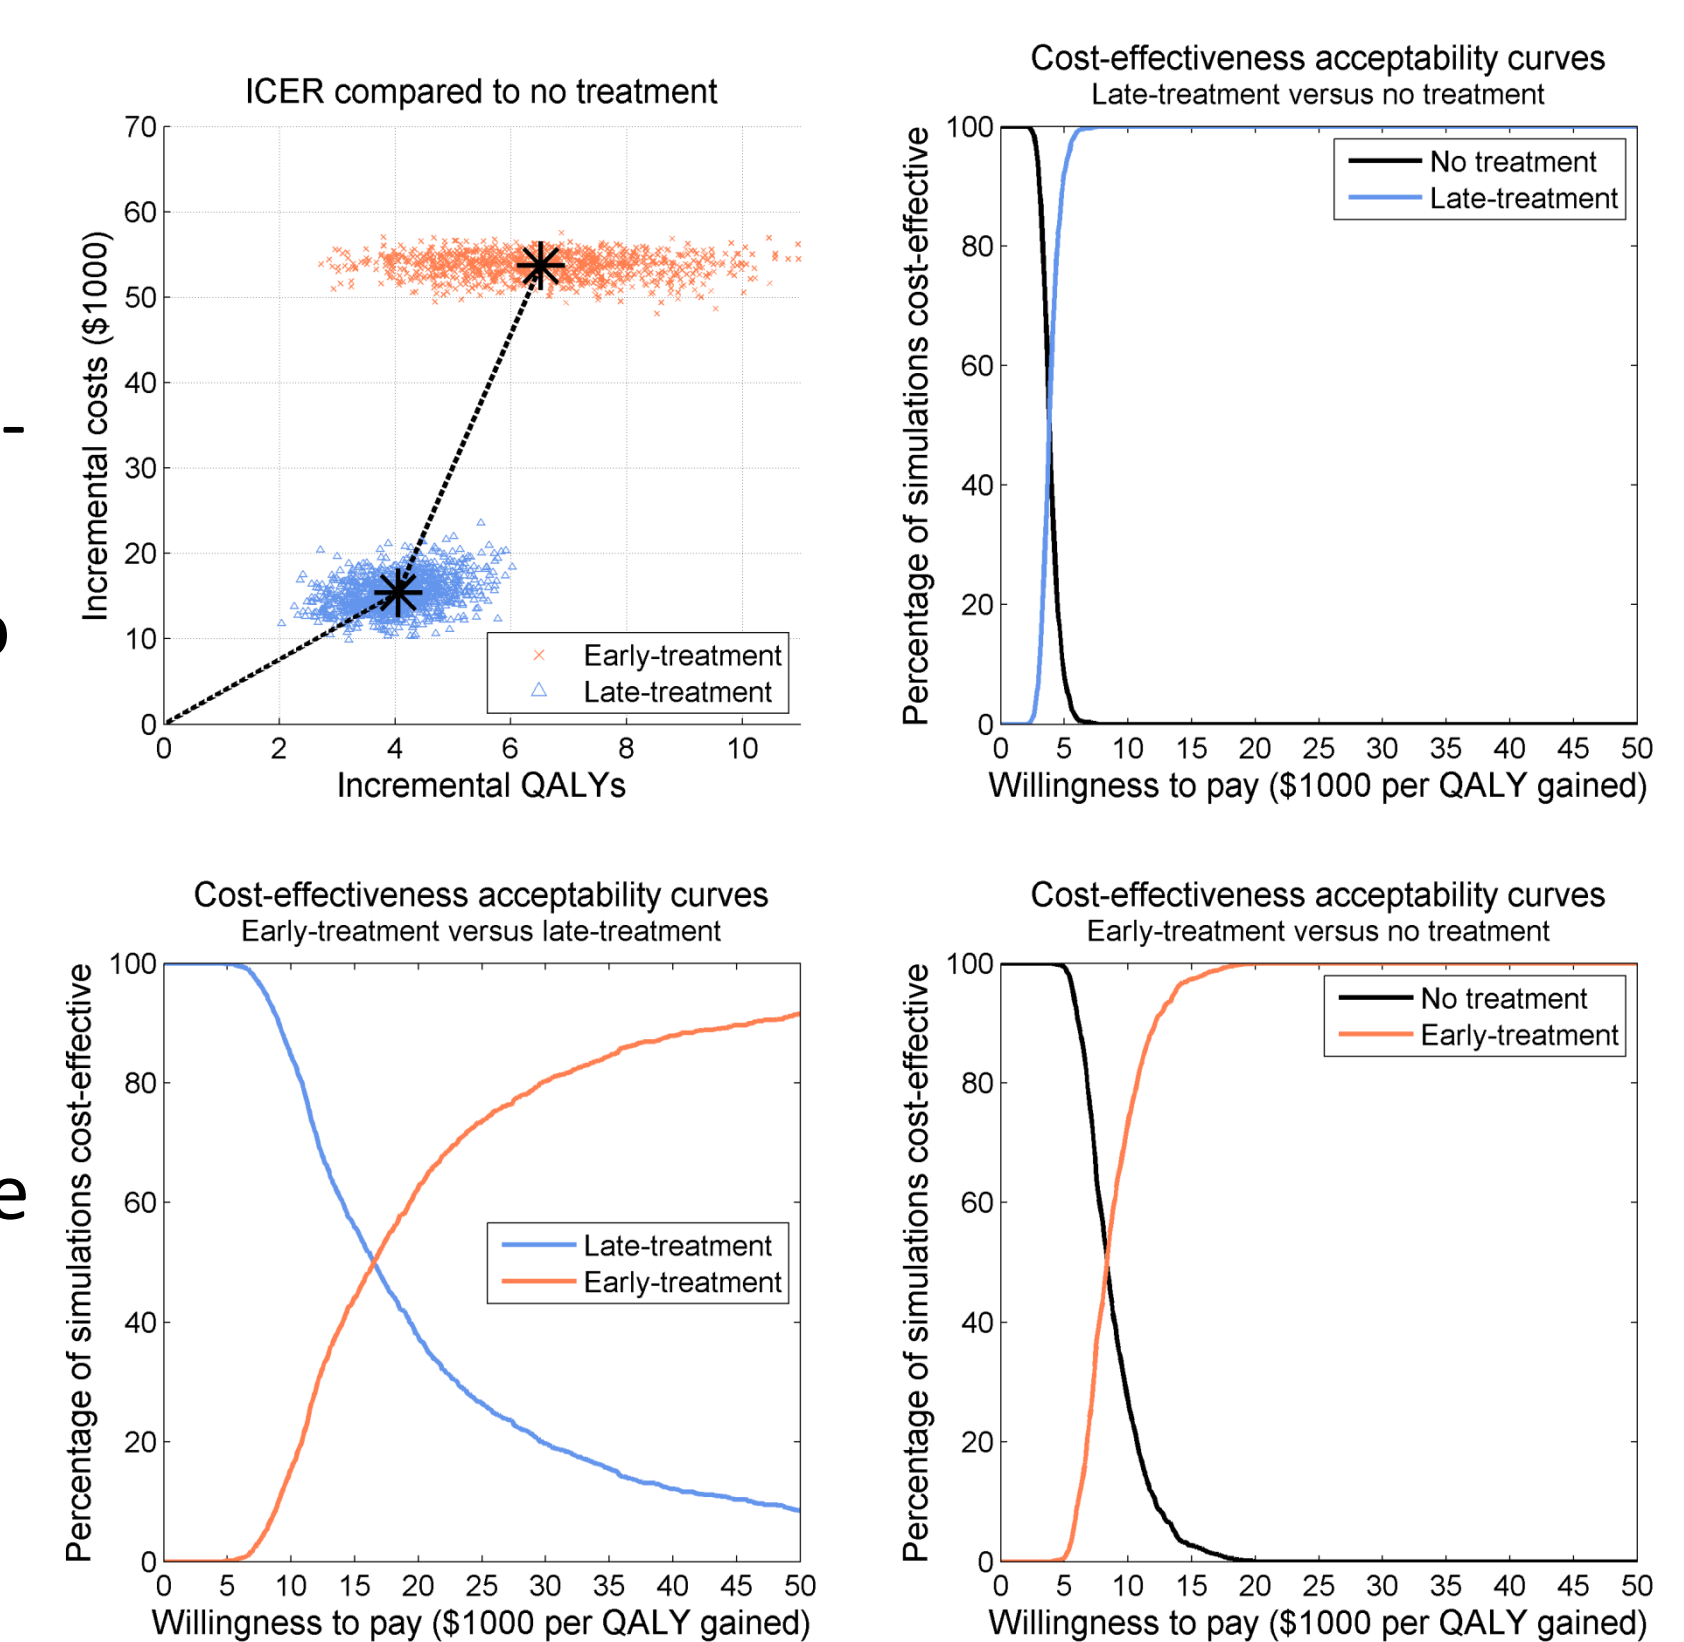 -
e
ICER compared to no treatment
Incremental costs ($1000)
70
60
50
40
30
20
10
0
0 2 4 6 8 10
Incremental QALYs
Early-treatment
Late-treatment
Cost-effectiveness acceptability curves
Late-treatment versus no treatment
Percentage of simulations cost-effective
100
80
60
40
20
0
0 5 10 15 20 25 30 35 40 45 50
Willingness to pay ($1000 per QALY gained)
No treatment
Late-treatment
Cost-effectiveness acceptability curves
Early-treatment versus late-treatment
Percentage of simulations cost-effective
100
80
60
40
20
0
0 5 10 15 20 25 30 35 40 45 50
Willingness to pay ($1000 per QALY gained)
Late-treatment
Early-treatment
Cost-effectiveness acceptability curves
Early-treatment versus no treatment
Percentage of simulations cost-effective
100
80
60
40
20
0
0 5 10 15 20 25 30 35 40 45 50
Willingness to pay ($1000 per QALY gained)
No treatment
Early-treatment